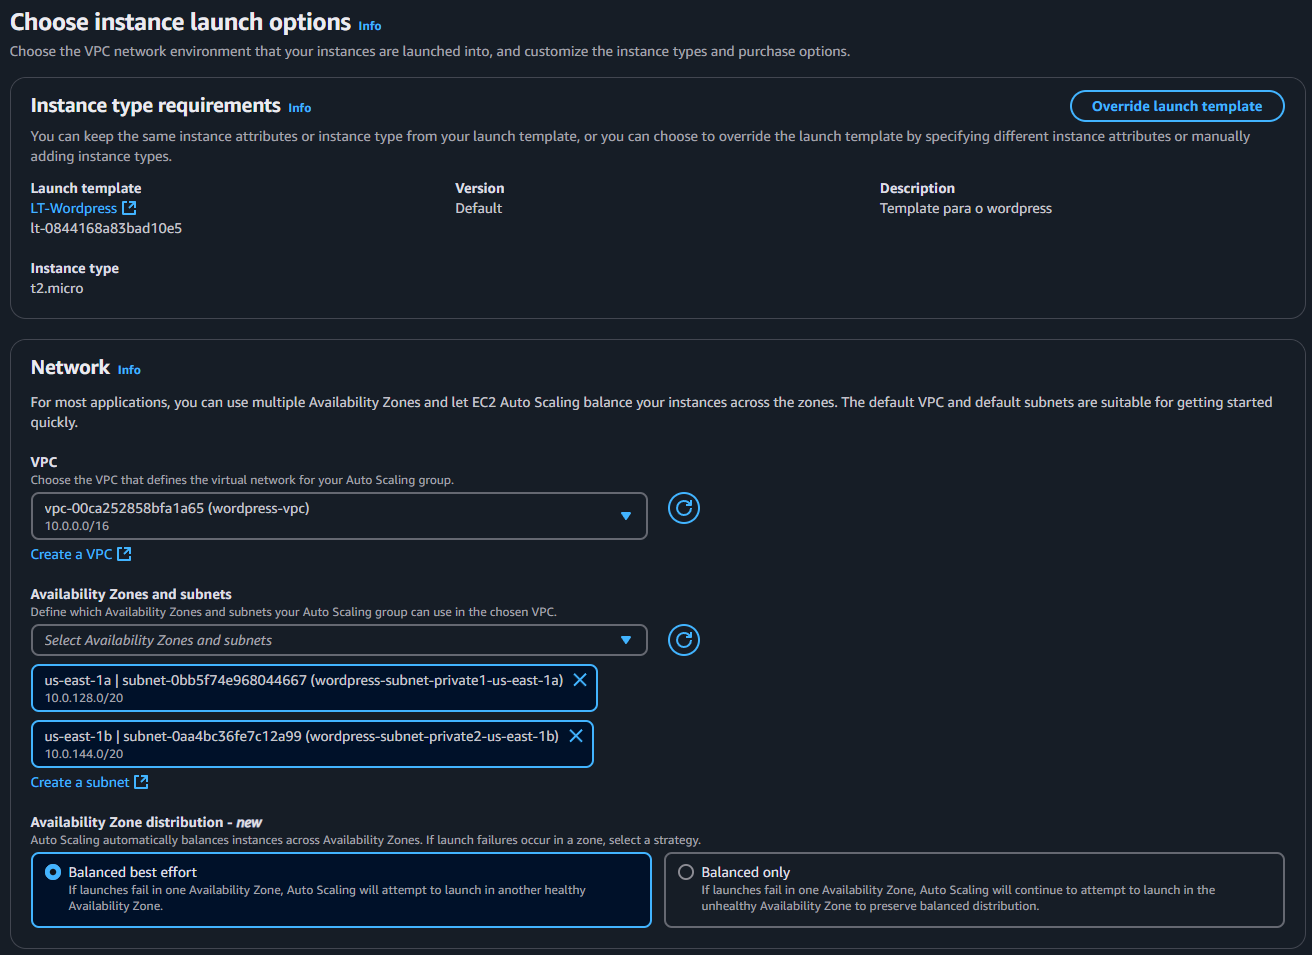 Choose instance launch options Info
Choose the VPC network environment that your instances are launched into, and customize the instance types and purchase options.
Instance type requirements Info
Override launch template
You can keep the same instance attributes or instance type from your launch template, or you can choose to override the launch template by specifying different instance attributes or manually
adding instance types.
Launch template
LT-Wordpress
lt-0844168a83bad10e5
Version
Default
Description
Template para o wordpress
Instance type
t2.micro
Network Info
For most applications, you can use multiple Availability Zones and let EC2 Auto Scaling balance your instances across the zones. The default VPC and default subnets are suitable for getting started
quickly.
VPC
Choose the VPC that defines the virtual network for your Auto Scaling group.
vpc-00ca252858bfa1a65 (wordpress-vpc)
10.0.0.0/16
Create a VPC
Availability Zones and subnets
Define which Availability Zones and subnets your Auto Scaling group can use in the chosen VPC.
Select Availability Zones and subnets
us-east-1a | subnet-0bb5f74e968044667 (wordpress-subnet-private1-us-east-1a)
10.0.128.0/20
us-east-1b | subnet-0aa4bc36fe7c12a99 (wordpress-subnet-private2-us-east-1b)
10.0.144.0/20
Create a subnet
Availability Zone distribution - new
Auto Scaling automatically balances instances across Availability Zones. If launch failures occur in a zone, select a strategy.
Balanced best effort
If launches fail in one Availability Zone, Auto Scaling will attempt to launch in another healthy
Availability Zone.
Balanced only
If launches fail in one Availability Zone, Auto Scaling will continue to attempt to launch in the
unhealthy Availability Zone to preserve balanced distribution.